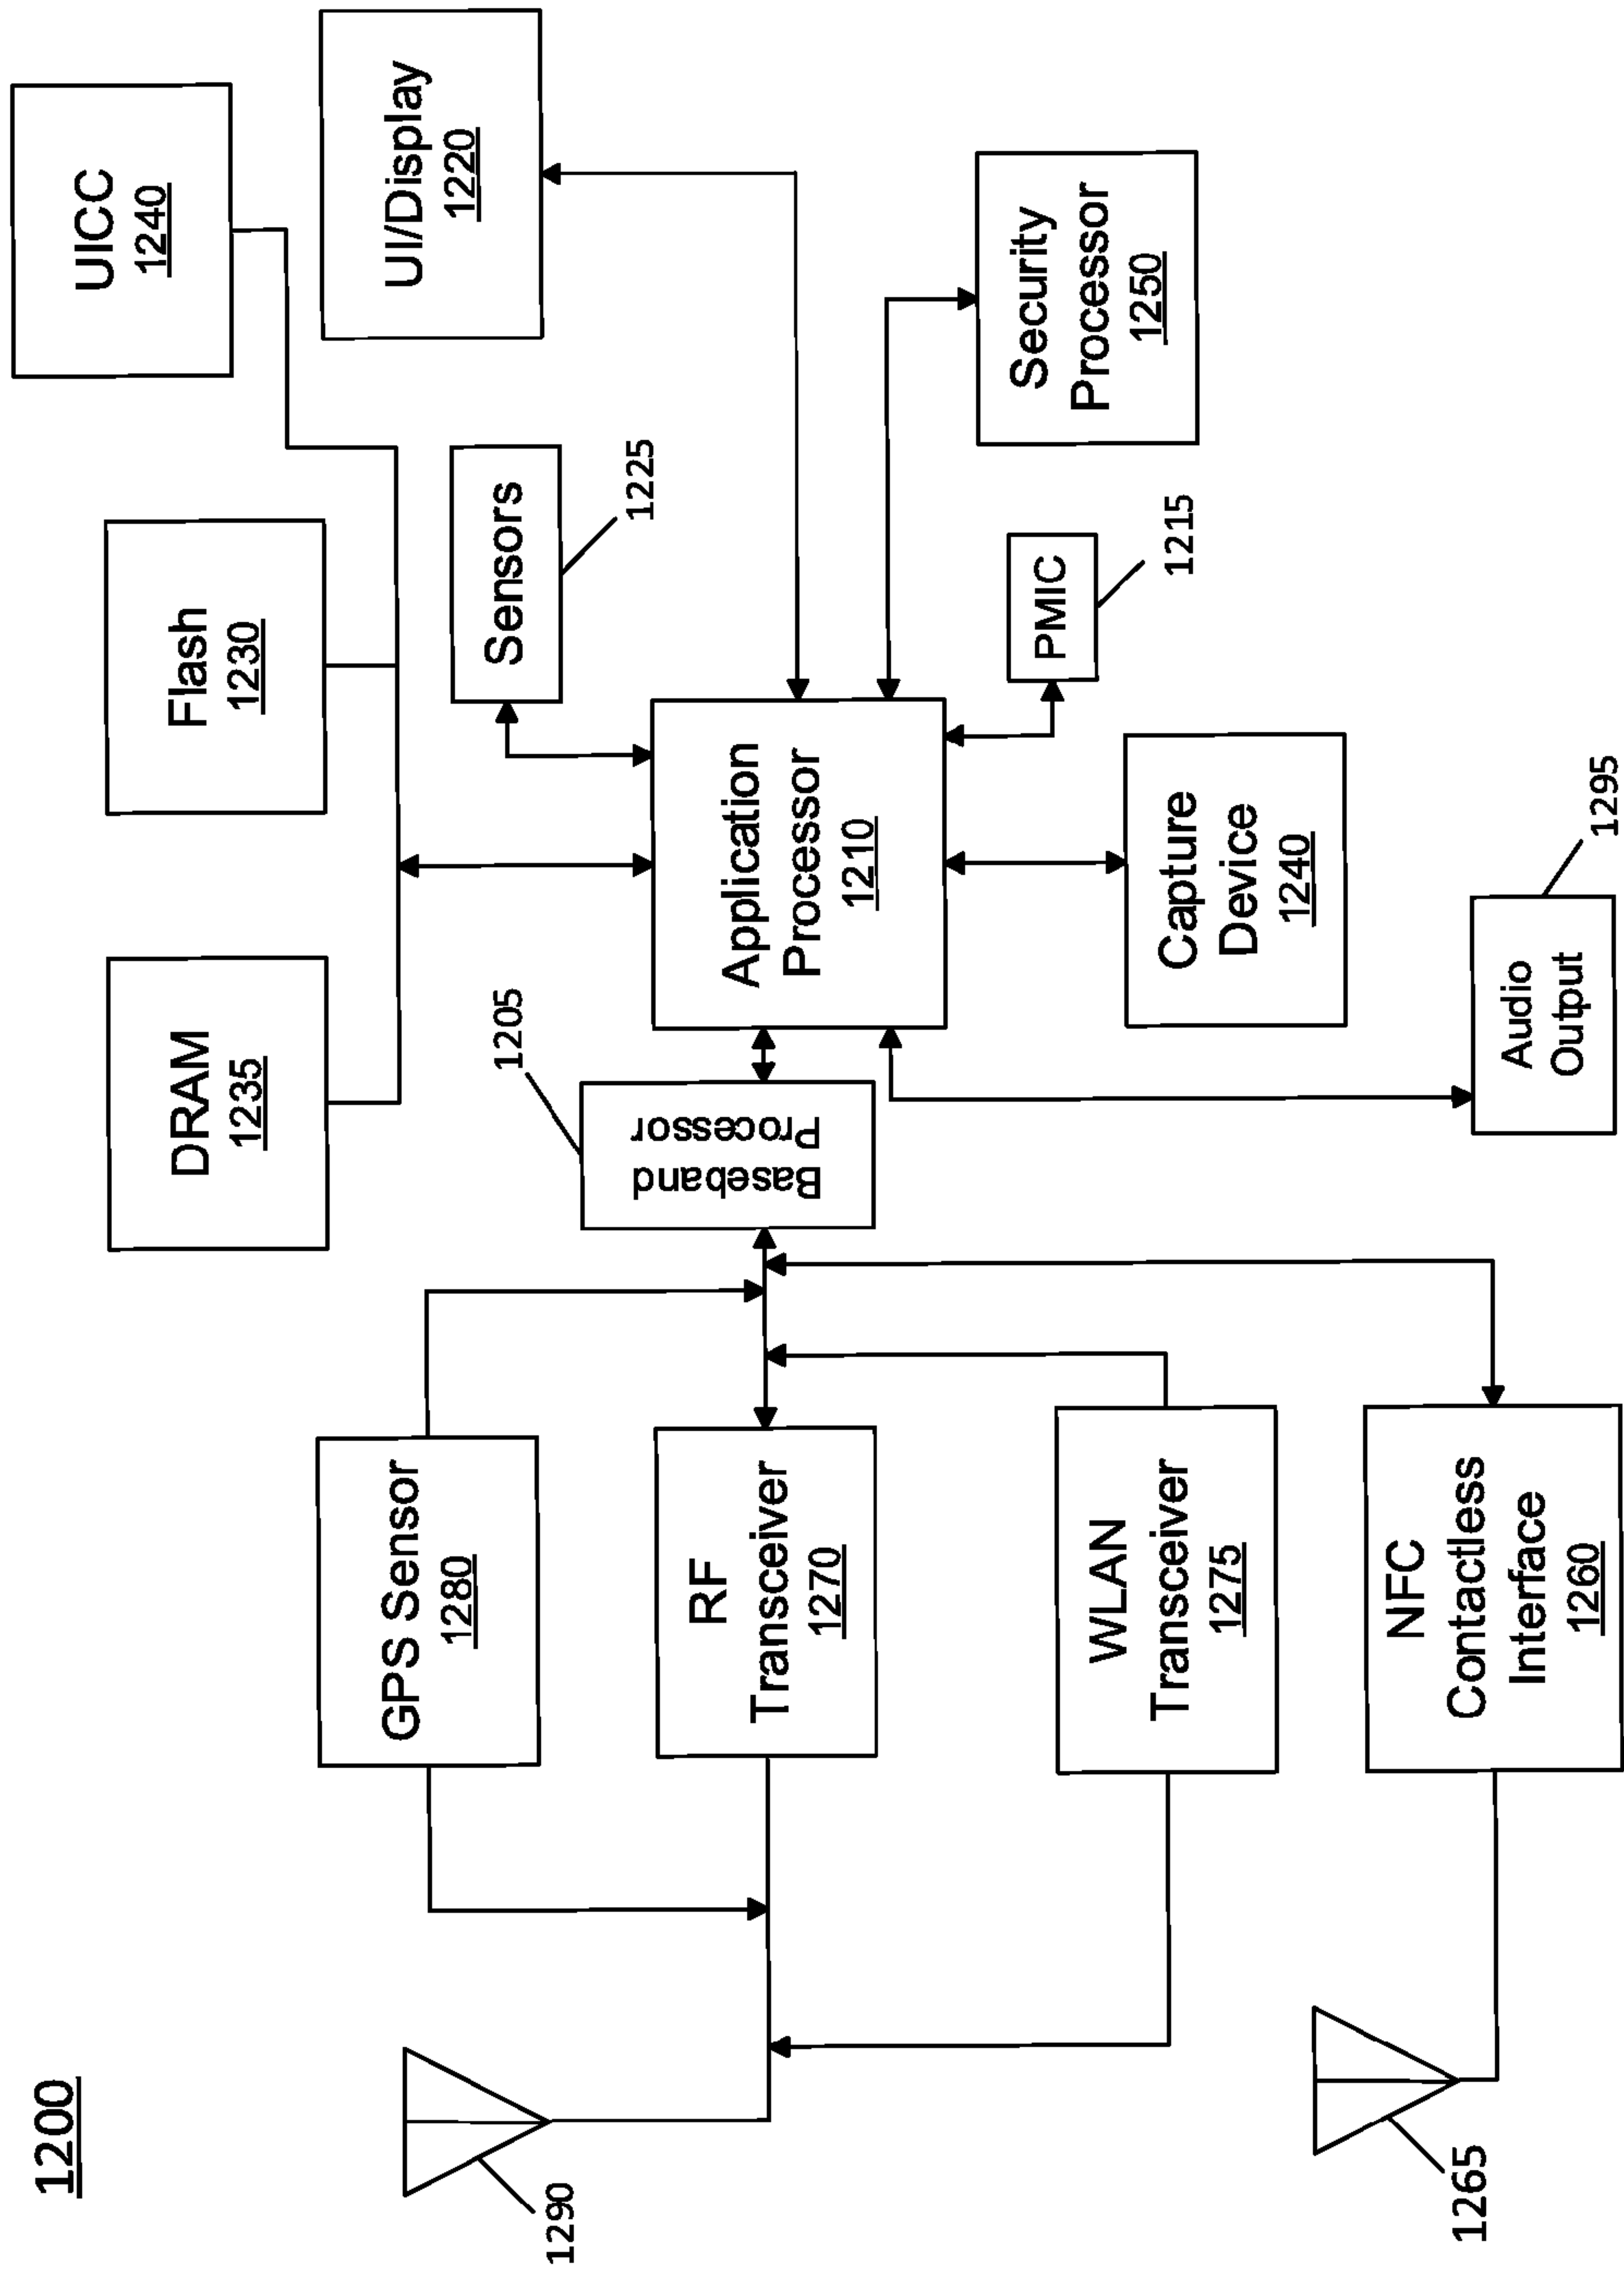 1200
UICC
1240
UI/Display
1220
Flash
1230
DRAM
1235
Sensors
1225
Security
Processor
1250
PMIC
1215
Application
Processor
1210
Baseband
Processor
1205
Capture
Device
1240
Audio
Output
1295
GPS Sensor
1280
RF
Transceiver
1270
WLAN
Transceiver
1275
NFC
Contactless
Interface
1260
1290
1265